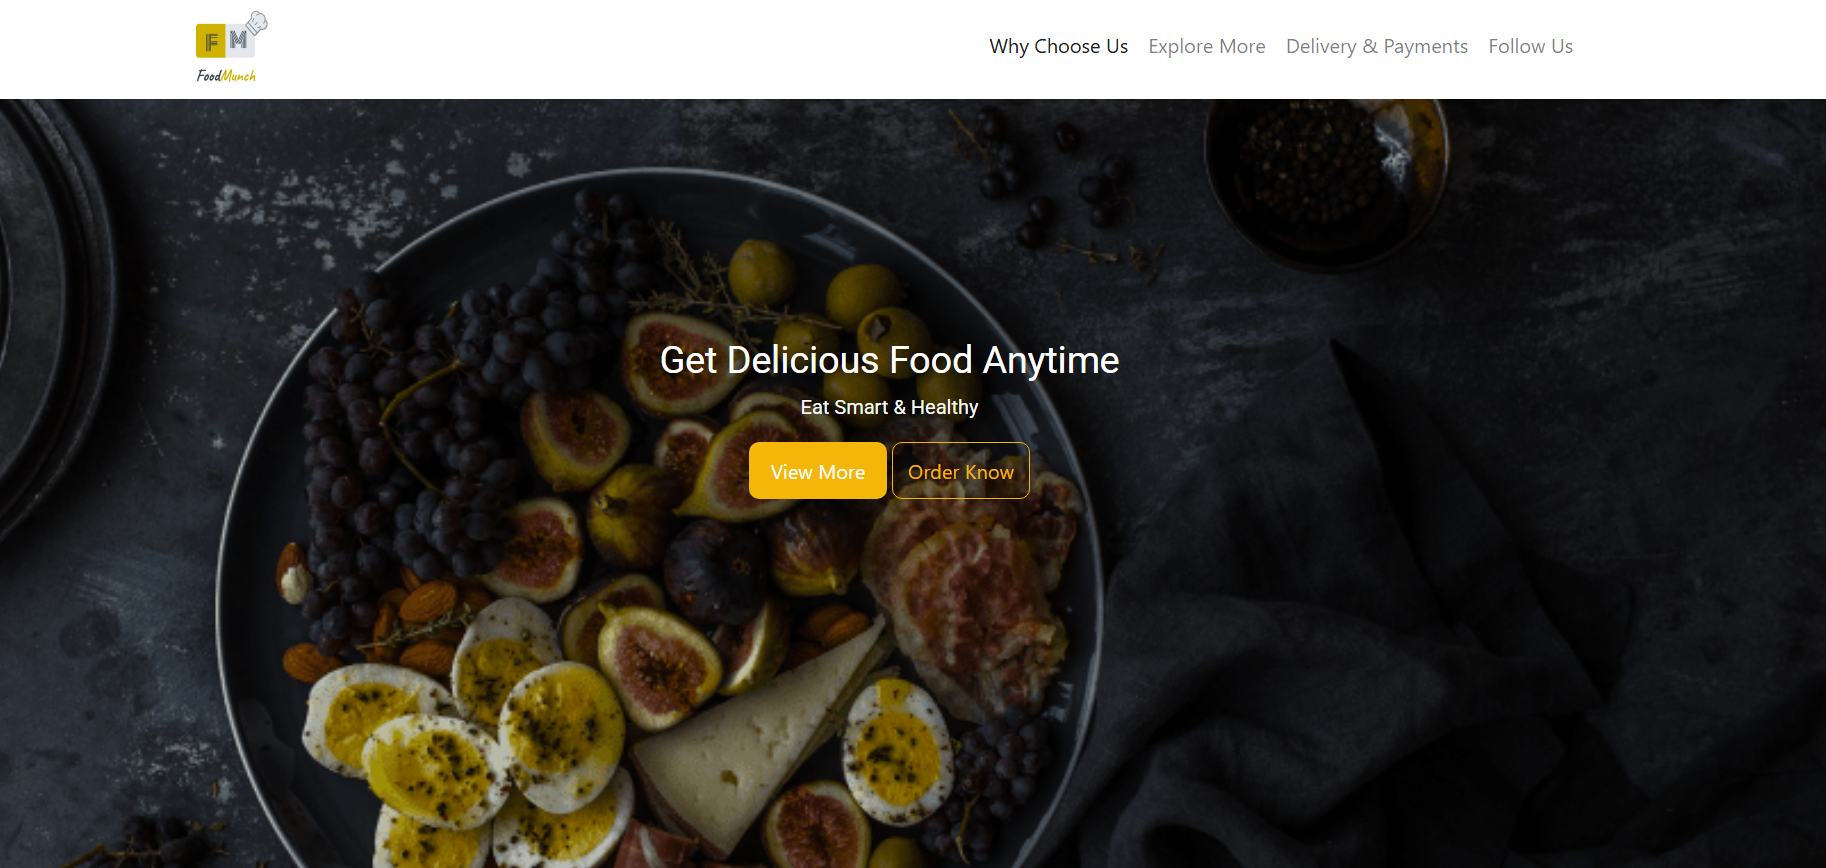 FM
FoodMunch
Why Choose Us Explore More Delivery & Payments Follow Us
Get Delicious Food Anytime
Eat Smart & Healthy
View More Order Know